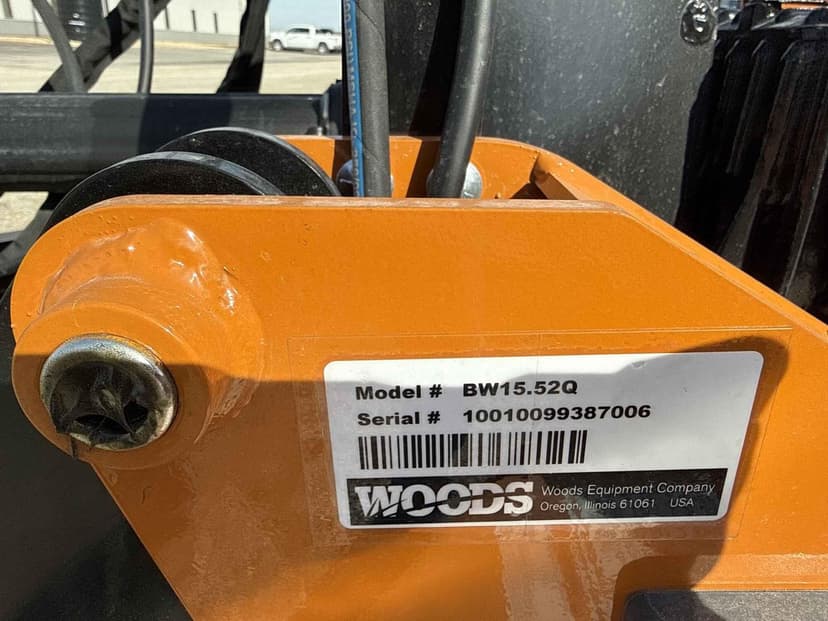 Model # BW15.52Q
Serial # 10010099387006
WOODS
Woods Equipment Company
Oregon, Illinois 61061 USA